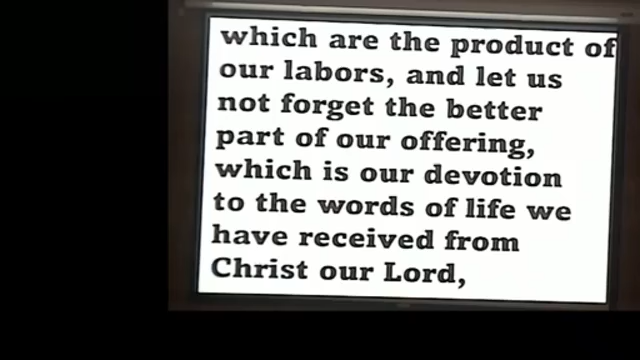 which are the product of
our labors, and let us
not forget the better
part of our offering,
which is our devotion
to the words of life we
have received from
Christ our Lord,